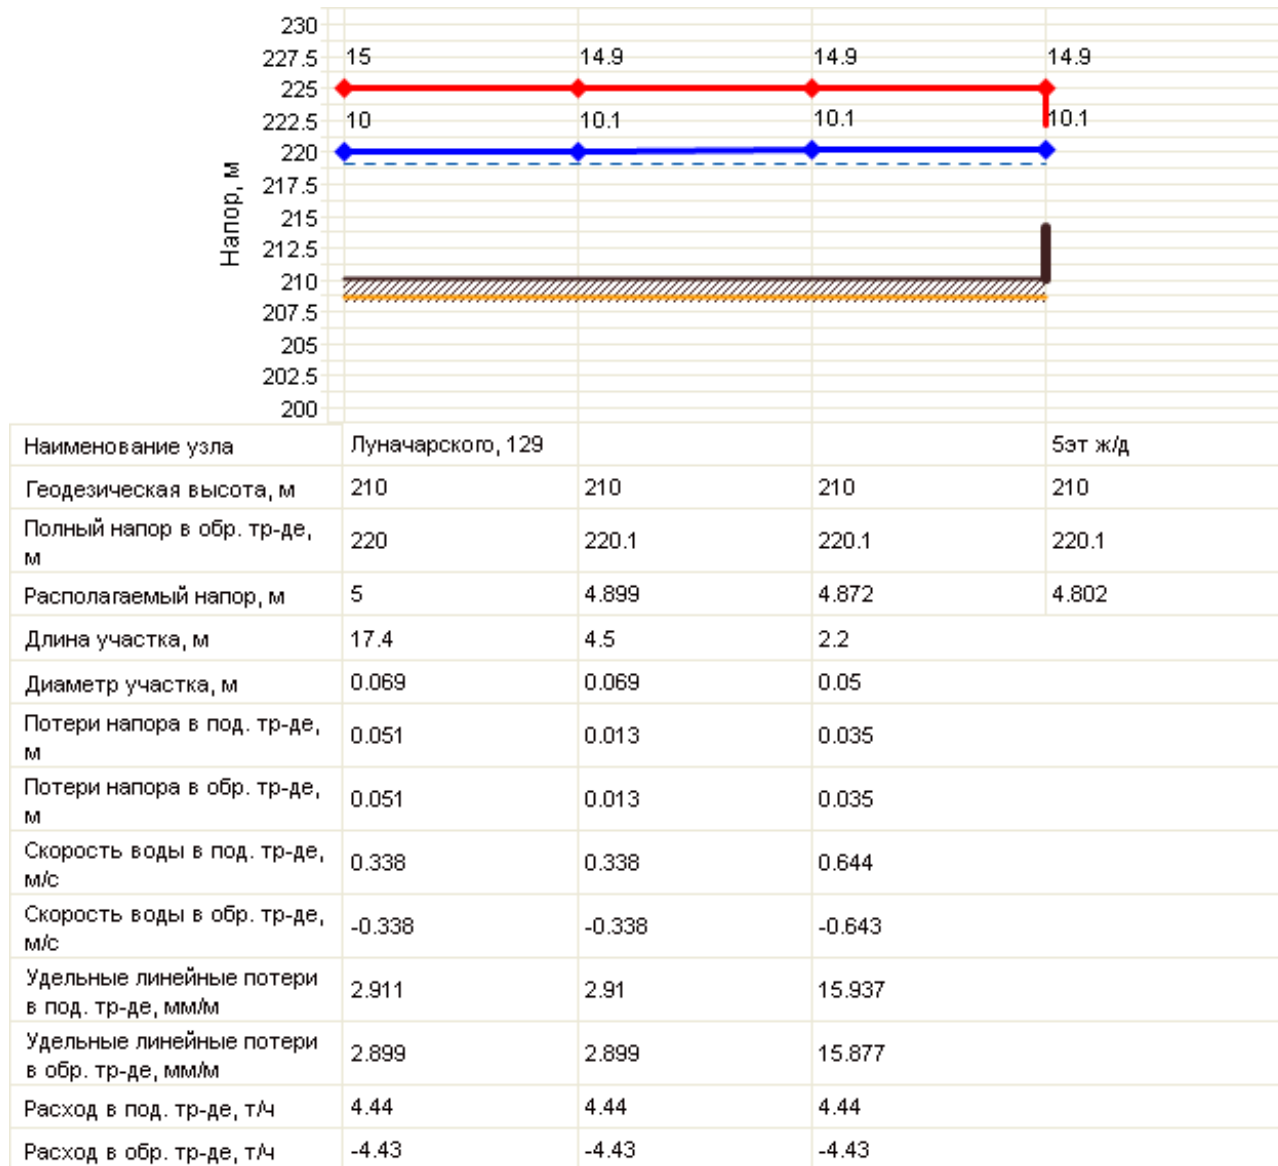 230
227.5 15 14.9 14.9 14.9
225
222.5 10 10.1 10.1 10.1
220
217.5
215
212.5
210
207.5
205
202.5
200
Напор, м
Наименование узла Луначарского, 129 5эт ж/д
Геодезическая высота, м 210 210 210 210
Полный напор в обр. тр-де,
м 220 220.1 220.1 220.1
Располагаемый напор, м 5 4.899 4.872 4.802
Длина участка, м 17.4 4.5 2.2
Диаметр участка, м 0.069 0.069 0.05
Потери напора в под. тр-де,
м 0.051 0.013 0.035
Потери напора в обр. тр-де,
м 0.051 0.013 0.035
Скорость воды в под. тр-де,
м/с 0.338 0.338 0.644
Скорость воды в обр. тр-де,
м/с -0.338 -0.338 -0.643
Удельные линейные потери
в под. тр-де, мм/м 2.911 2.91 15.937
Удельные линейные потери
в обр. тр-де, мм/м 2.899 2.899 15.877
Расход в под. тр-де, т/ч 4.44 4.44 4.44
Расход в обр. тр-де, т/ч -4.43 -4.43 -4.43